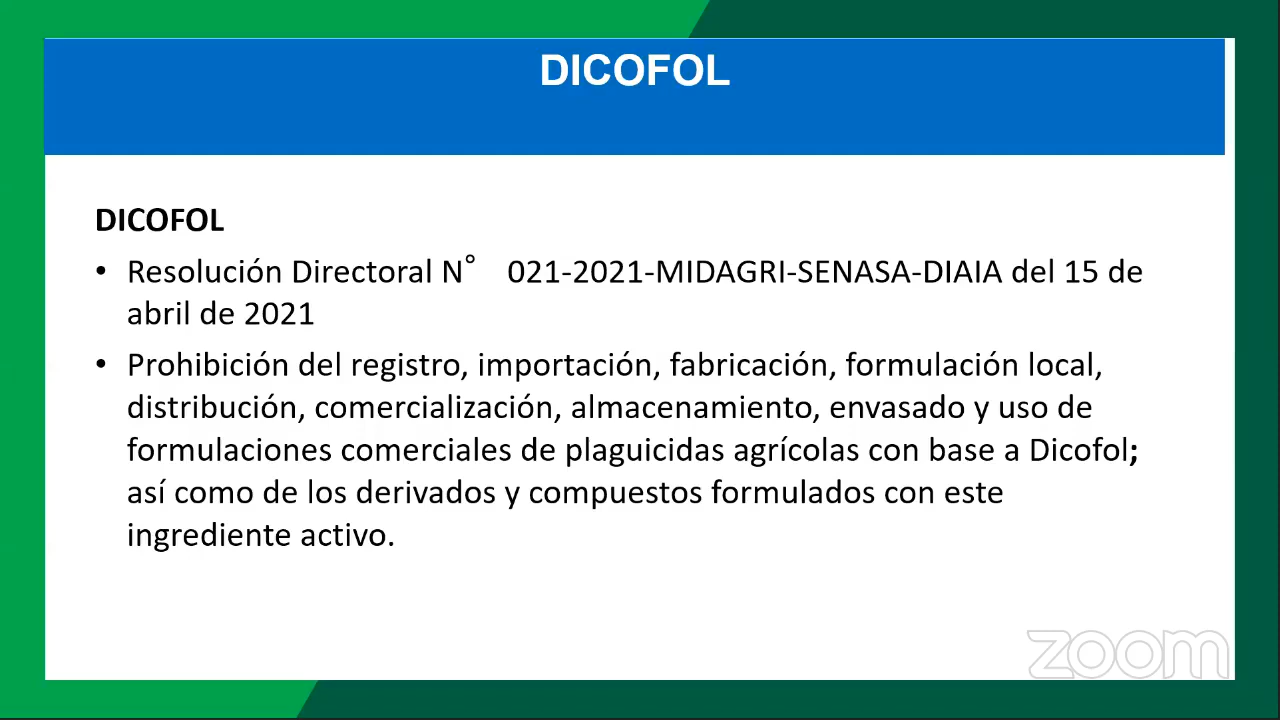 DICOFOL
DICOFOL
• Resolución Directoral N° 021-2021-MIDAGRI-SENASA-DIAIA del 15 de
abril de 2021
• Prohibición del registro, importación, fabricación, formulación local,
distribución, comercialización, almacenamiento, envasado y uso de
formulaciones comerciales de plaguicidas agrícolas con base a Dicofol;
así como de los derivados y compuestos formulados con este
ingrediente activo.
zoom